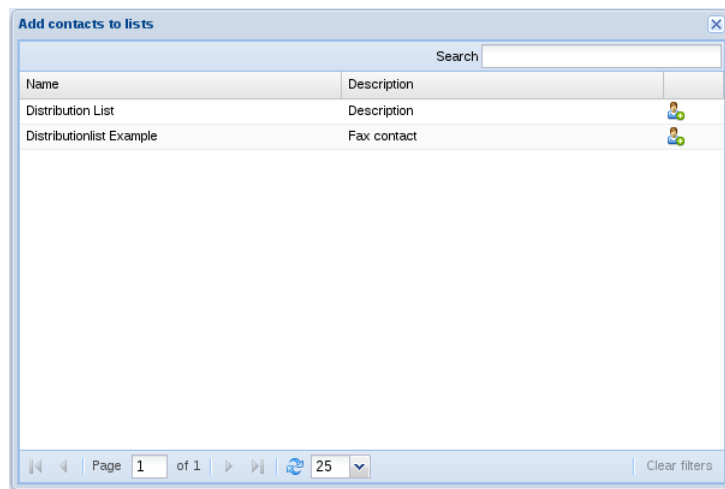 Add contacts to lists
Search
Name Description
Distribution List Description
Distributionlist Example Fax contact
Page 1 of 1 25 Clear filters